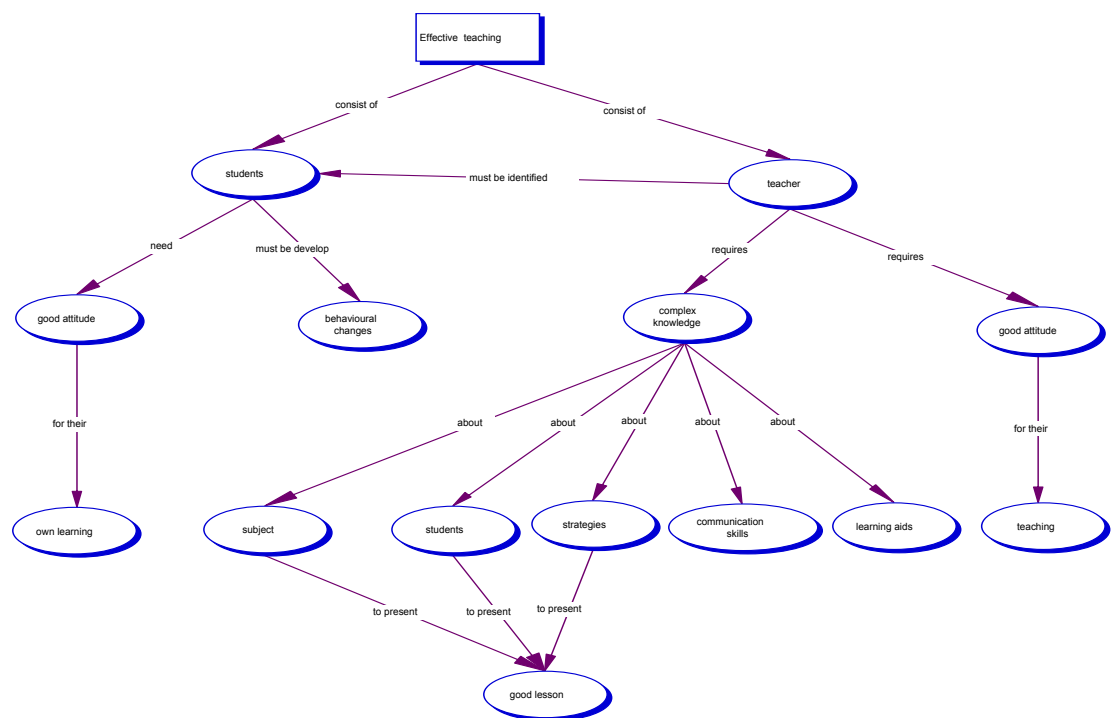 Effective teaching
consist of
consist of
students
must be identified
teacher
need
must be develop
requires
requires
good attitude
behavioural
changes
complex
knowledge
good attitude
for their
about
about
about
about
about
for their
own learning
subject
students
strategies
communication
skills
learning aids
teaching
to present
to present
to present
good lesson